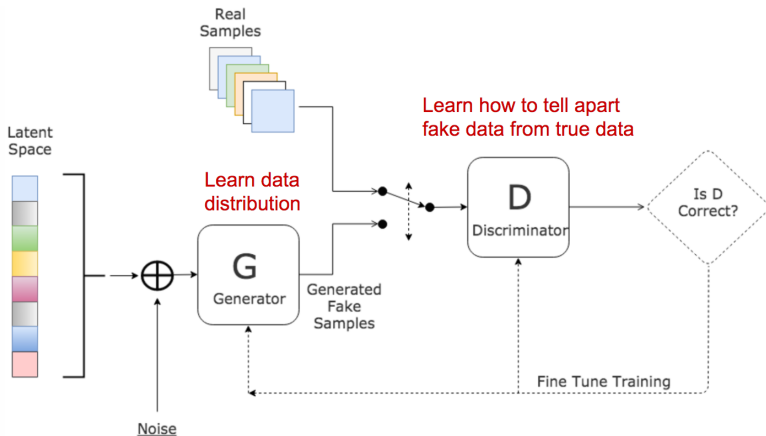 Real
Samples
Learn how to tell apart
fake data from true data
Latent
Space
Learn data
distribution
D
Discriminator
Is D
Correct?
G
Generator
Generated
Fake
Samples
Fine Tune Training
Noise